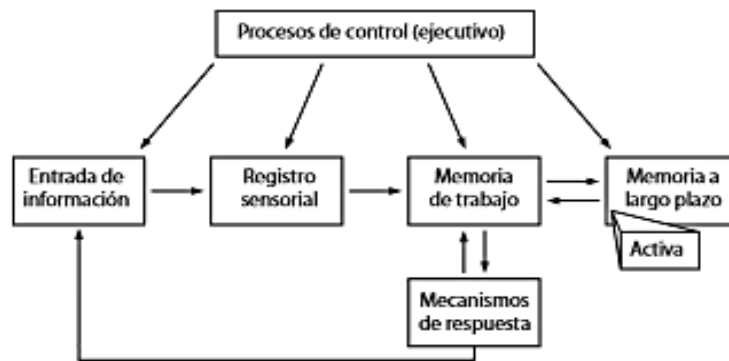 Procesos de control (ejecutivo)
Entrada de
información
Registro
sensorial
Memoria
de trabajo
Memoria a
largo plazo
Activa
Mecanismos
de respuesta